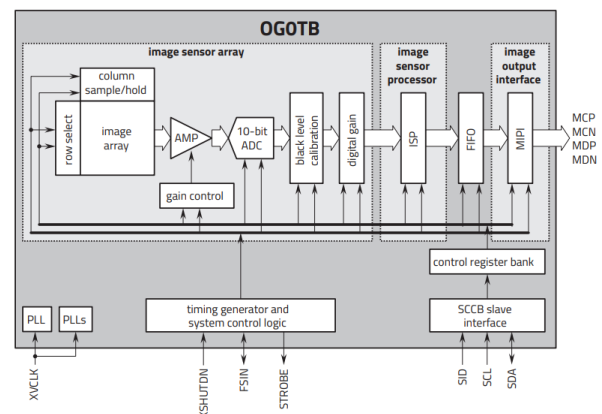 OG0TB
image sensor array
image
sensor
processor
image
output
interface
column
sample/hold
row select
image
array
AMP
10-bit
ADC
black level
calibration
digital gain
ISP
FIFO
MIPI
MCP
MCN
MDP
MDN
gain control
control register bank
PLL
PLLs
timing generator and
system control logic
SCCB slave
interface
XVCLK
XSHUTDN
FSIN
STROBE
SID
SCL
SDA